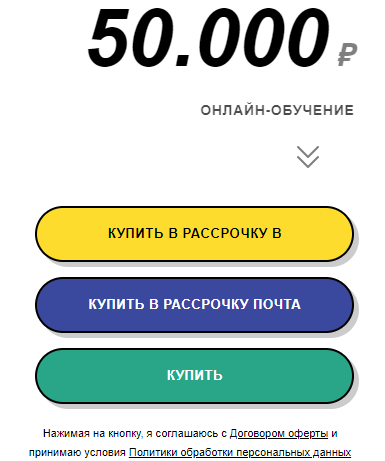 50.000 ₽
ОНЛАЙН-ОБУЧЕНИЕ
КУПИТЬ В РАССРОЧКУ В
КУПИТЬ В РАССРОЧКУ ПОЧТА
КУПИТЬ
Нажимая на кнопку, я соглашаюсь с Договором оферты и
принимаю условия Политики обработки персональных данных